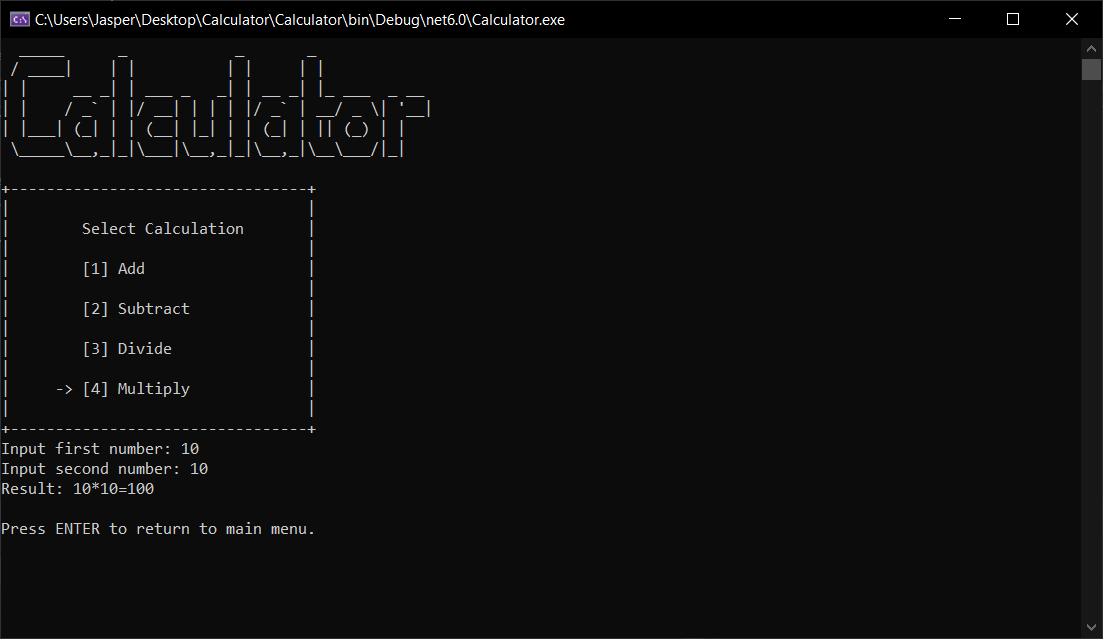 C:\Users\Jasper\Desktop\Calculator\Calculator\bin\Debug\net6.0\Calculator.exe
Calculator
Select Calculation
[1] Add
[2] Subtract
[3] Divide
-> [4] Multiply
Input first number: 10
Input second number: 10
Result: 10*10=100
Press ENTER to return to main menu.